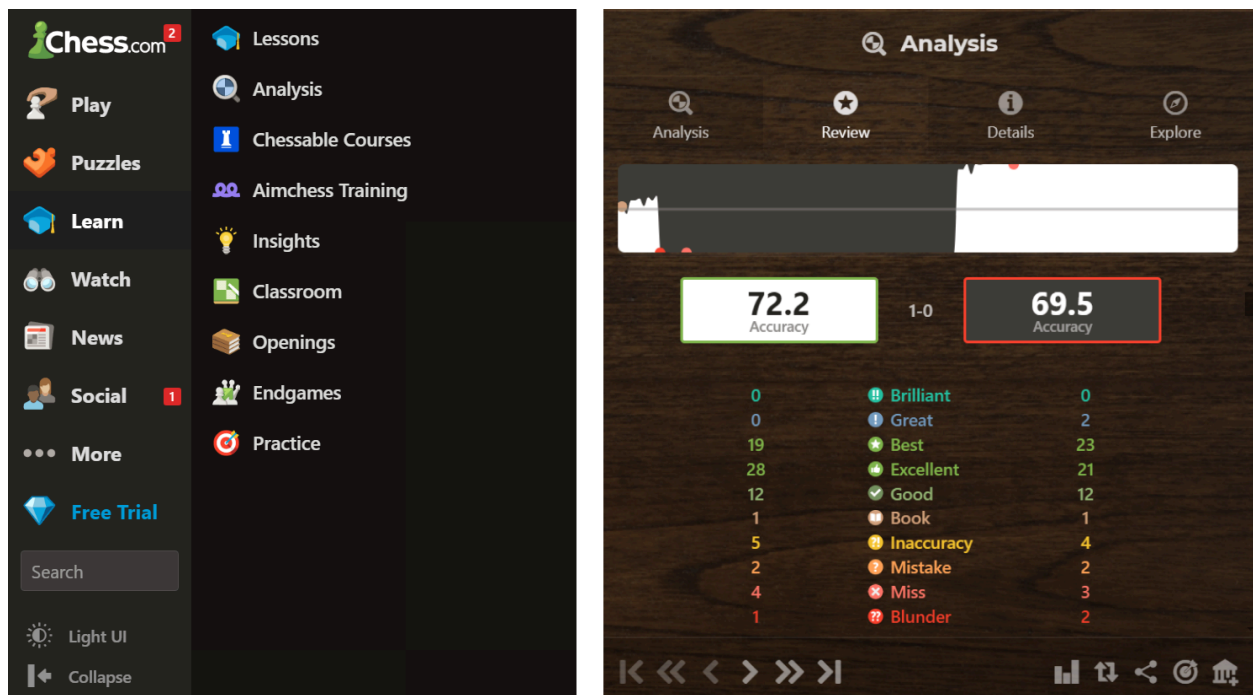 Chess.com 2
Play
Puzzles
Learn
Watch
News
Social 1
More
Free Trial
Search
Light UI
Collapse
Lessons
Analysis
Chessable Courses
Aimchess Training
Insights
Classroom
Openings
Endgames
Practice
Analysis
Analysis Review Details Explore
72.2 1-0 69.5
Accuracy Accuracy
0 !! Brilliant 0
0 ! Great 2
19 Best 23
28 Excellent 21
12 Good 12
1 Book 1
5 ?! Inaccuracy 4
2 ? Mistake 2
4 Miss 3
1 ?? Blunder 2